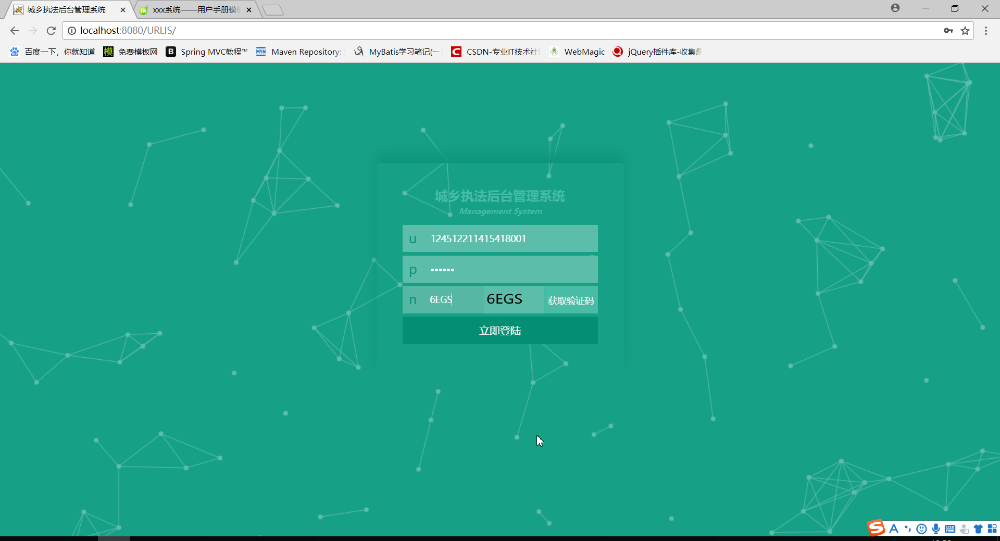 城乡执法后台管理系统
xxx系统——用户手册模
localhost:8080/URLIS/
百度一下，你就知道 模 免费模板网 B Spring MVC教程™ MVN Maven Repository: MyBatis学习笔记(一 C CSDN-专业IT技术社 WebMagic jQuery插件库-收集
城乡执法后台管理系统
Management System
u 124512211415418001
p ••••••
n 6EGS 6EGS 获取验证码
立即登陆
S A